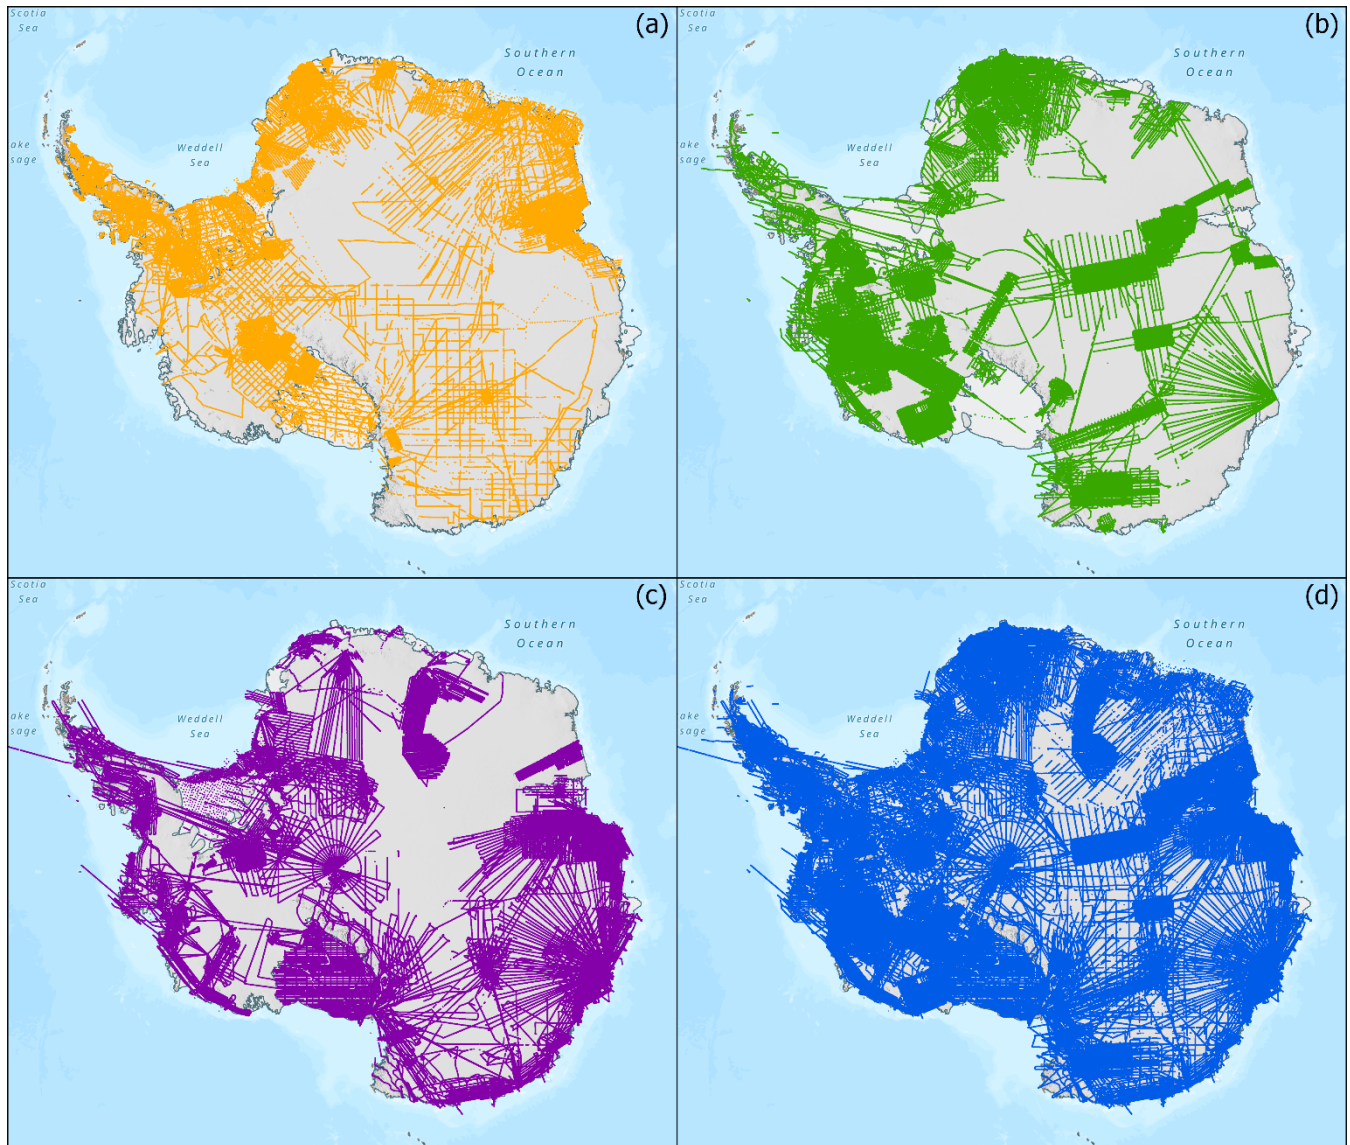 Scotia
Sea
(a)
Southern
Ocean
Weddell
Sea
ake
sage
(b)
Southern
Ocean
Weddell
Sea
ake
sage
Scotia
Sea
Scotia
Sea
(c)
Southern
Ocean
Weddell
Sea
ake
sage
Scotia
Sea
(d)
Southern
Ocean
Weddell
Sea
ake
sage